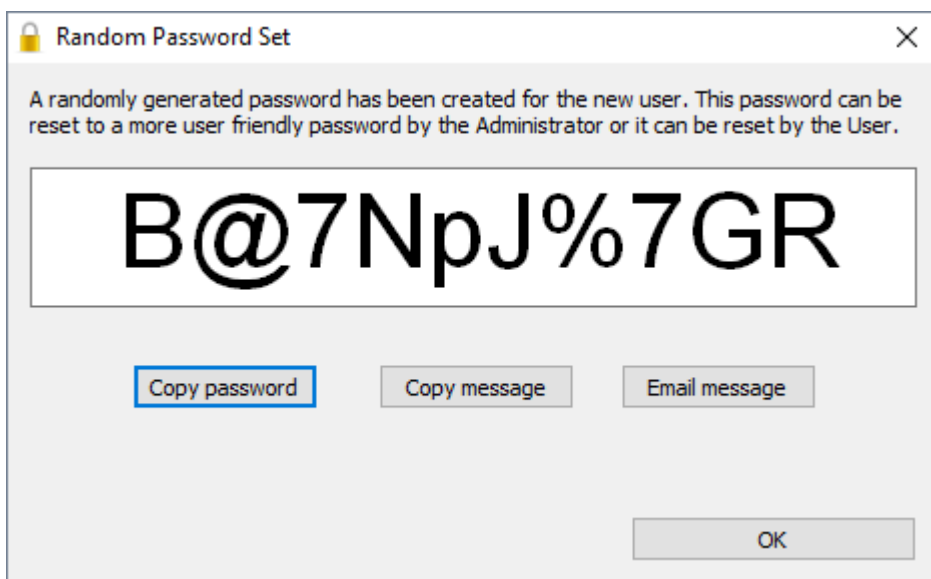 Random Password Set
A randomly generated password has been created for the new user. This password can be
reset to a more user friendly password by the Administrator or it can be reset by the User.
B@7NpJ%7GR
Copy password Copy message Email message
OK